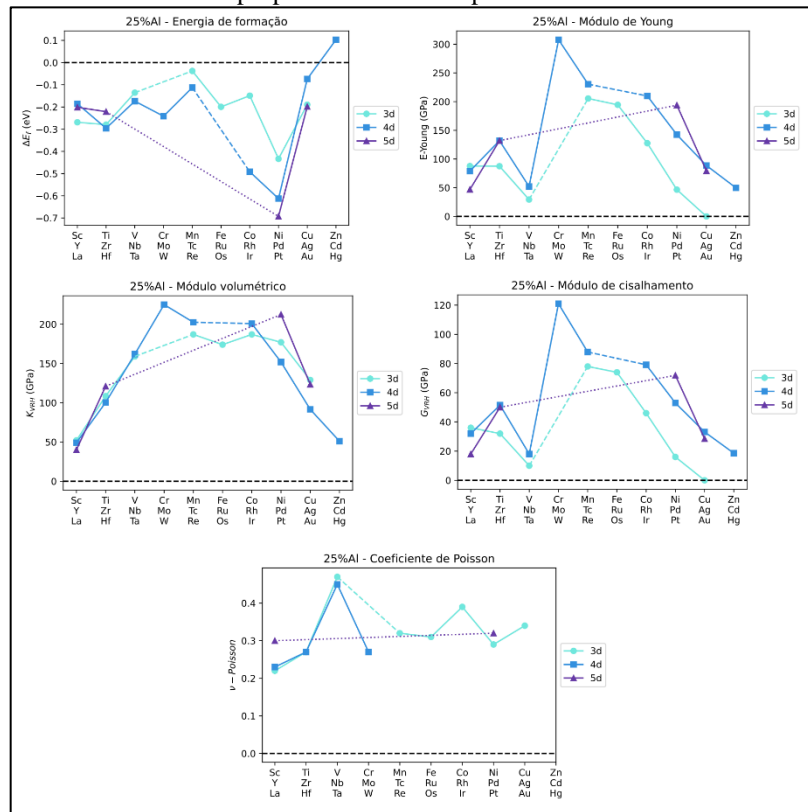 25%Al - Energia de formação
0.1
0.0
−0.1
−0.2
−0.3
−0.4
−0.5
−0.6
−0.7
ΔEf (eV)
3d
4d
5d
Sc Ti V Cr Mn Fe Co Ni Cu Zn
Y Zr Nb Mo Tc Ru Rh Pd Ag Cd
La Hf Ta W Re Os Ir Pt Au Hg
25%Al - Módulo de Young
300
250
200
150
100
50
0
E-Young (GPa)
3d
4d
5d
Sc Ti V Cr Mn Fe Co Ni Cu Zn
Y Zr Nb Mo Tc Ru Rh Pd Ag Cd
La Hf Ta W Re Os Ir Pt Au Hg
25%Al - Módulo volumétrico
200
150
100
50
0
KVRH (GPa)
3d
4d
5d
Sc Ti V Cr Mn Fe Co Ni Cu Zn
Y Zr Nb Mo Tc Ru Rh Pd Ag Cd
La Hf Ta W Re Os Ir Pt Au Hg
25%Al - Módulo de cisalhamento
120
100
80
60
40
20
0
GVRH (GPa)
3d
4d
5d
Sc Ti V Cr Mn Fe Co Ni Cu Zn
Y Zr Nb Mo Tc Ru Rh Pd Ag Cd
La Hf Ta W Re Os Ir Pt Au Hg
25%Al - Coeficiente de Poisson
0.4
0.3
0.2
0.1
0.0
ν − Poisson
3d
4d
5d
Sc Ti V Cr Mn Fe Co Ni Cu Zn
Y Zr Nb Mo Tc Ru Rh Pd Ag Cd
La Hf Ta W Re Os Ir Pt Au Hg